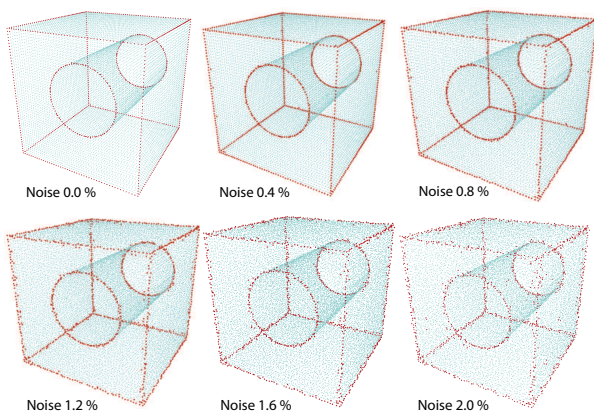 Noise 0.0 %
Noise 0.4 %
Noise 0.8 %
Noise 1.2 %
Noise 1.6 %
Noise 2.0 %